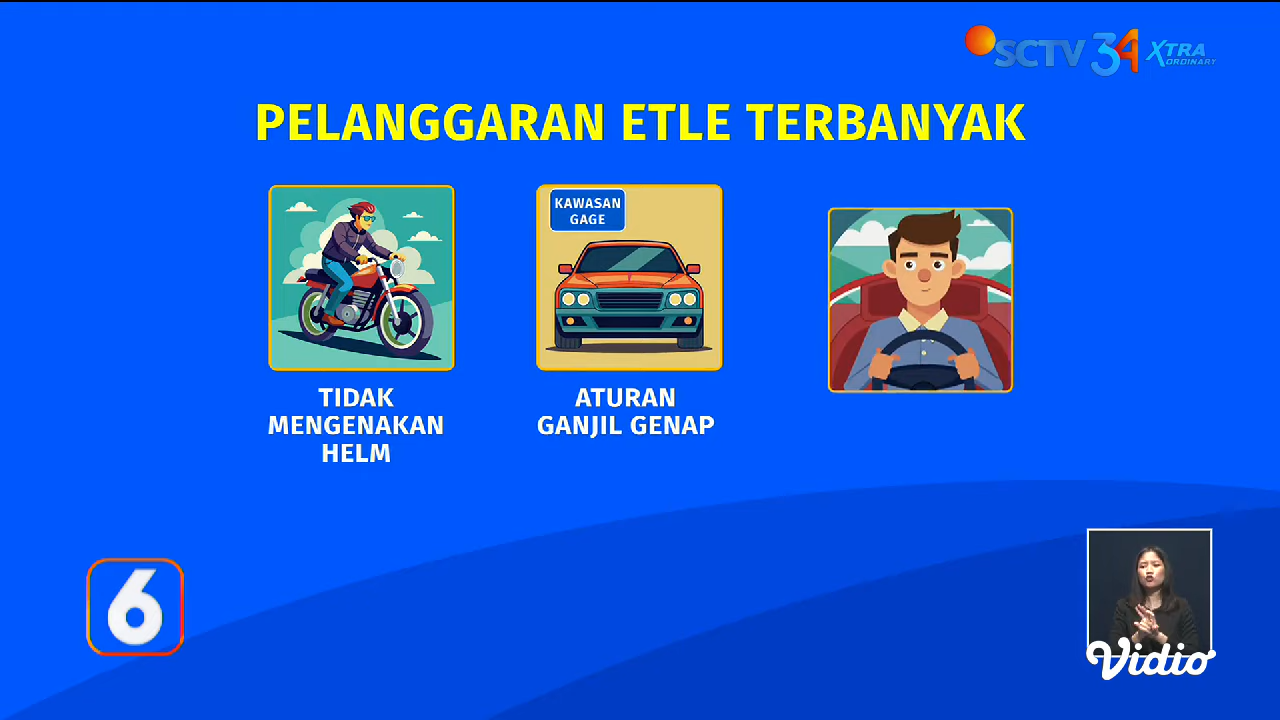 SCTV 34 XTRA
ORDINARY
PELANGGARAN ETLE TERBANYAK
KAWASAN
GAGE
TIDAK
MENGENAKAN
HELM
ATURAN
GANJIL GENAP
6
Vidio